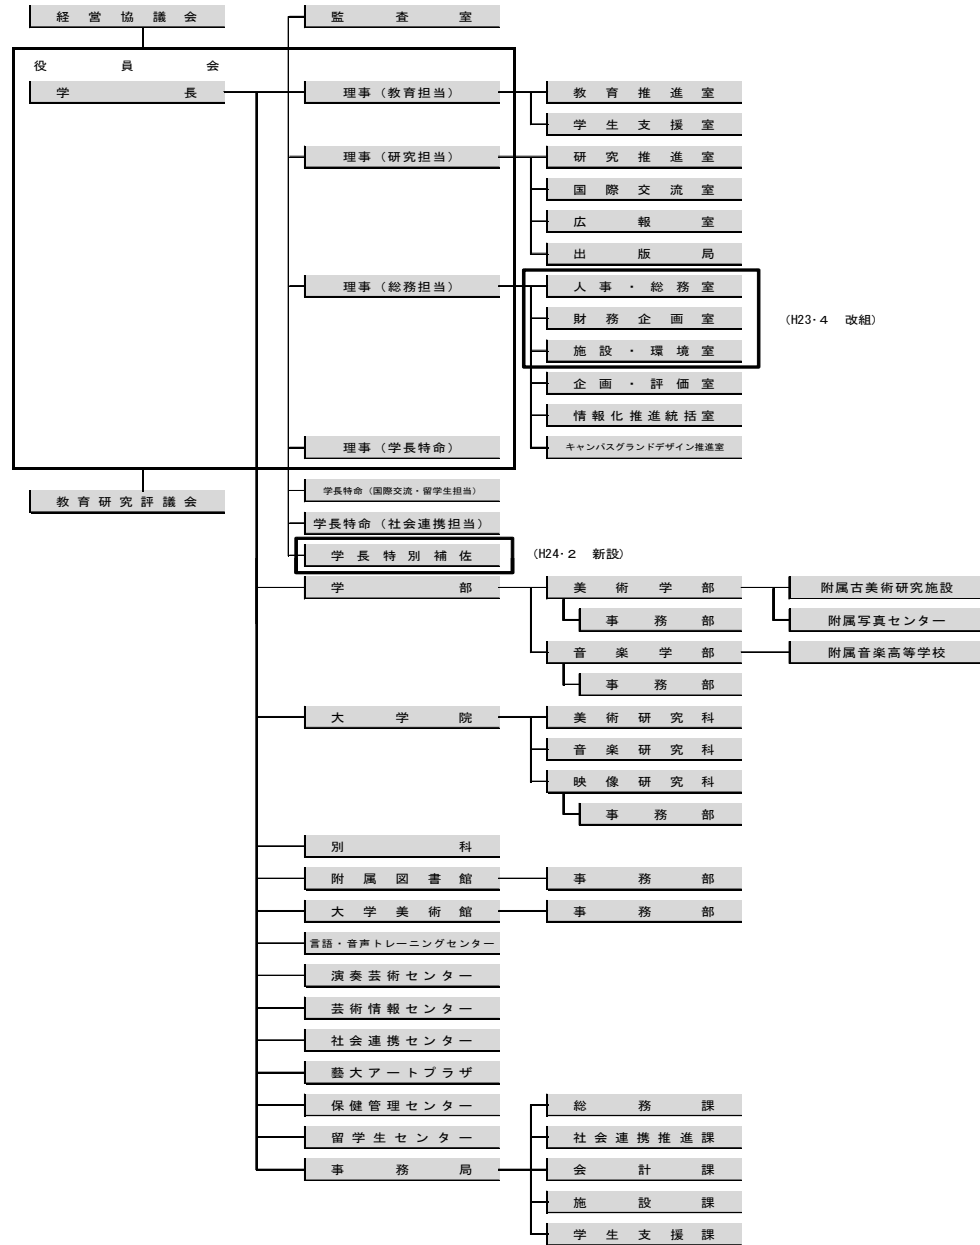 経営協議会
監査室
役員会
学長
理事（教育担当）
教育推進室
学生支援室
理事（研究担当）
研究推進室
国際交流室
広報室
出版局
理事（総務担当）
人事・総務室
財務企画室
（H23・4　改組）
施設・環境室
企画・評価室
情報化推進統括室
理事（学長特命）
キャンパスグランドデザイン推進室
教育研究評議会
学長特命（国際交流・留学生担当）
学長特命（社会連携担当）
学長特別補佐
（H24・2　新設）
学部
美術学部
附属古美術研究施設
事務部
附属写真センター
音楽学部
附属音楽高等学校
事務部
大学院
美術研究科
音楽研究科
映像研究科
事務部
別科
附属図書館
事務部
大学美術館
事務部
言語・音声トレーニングセンター
演奏芸術センター
芸術情報センター
社会連携センター
藝大アートプラザ
保健管理センター
総務課
留学生センター
社会連携推進課
事務局
会計課
施設課
学生支援課